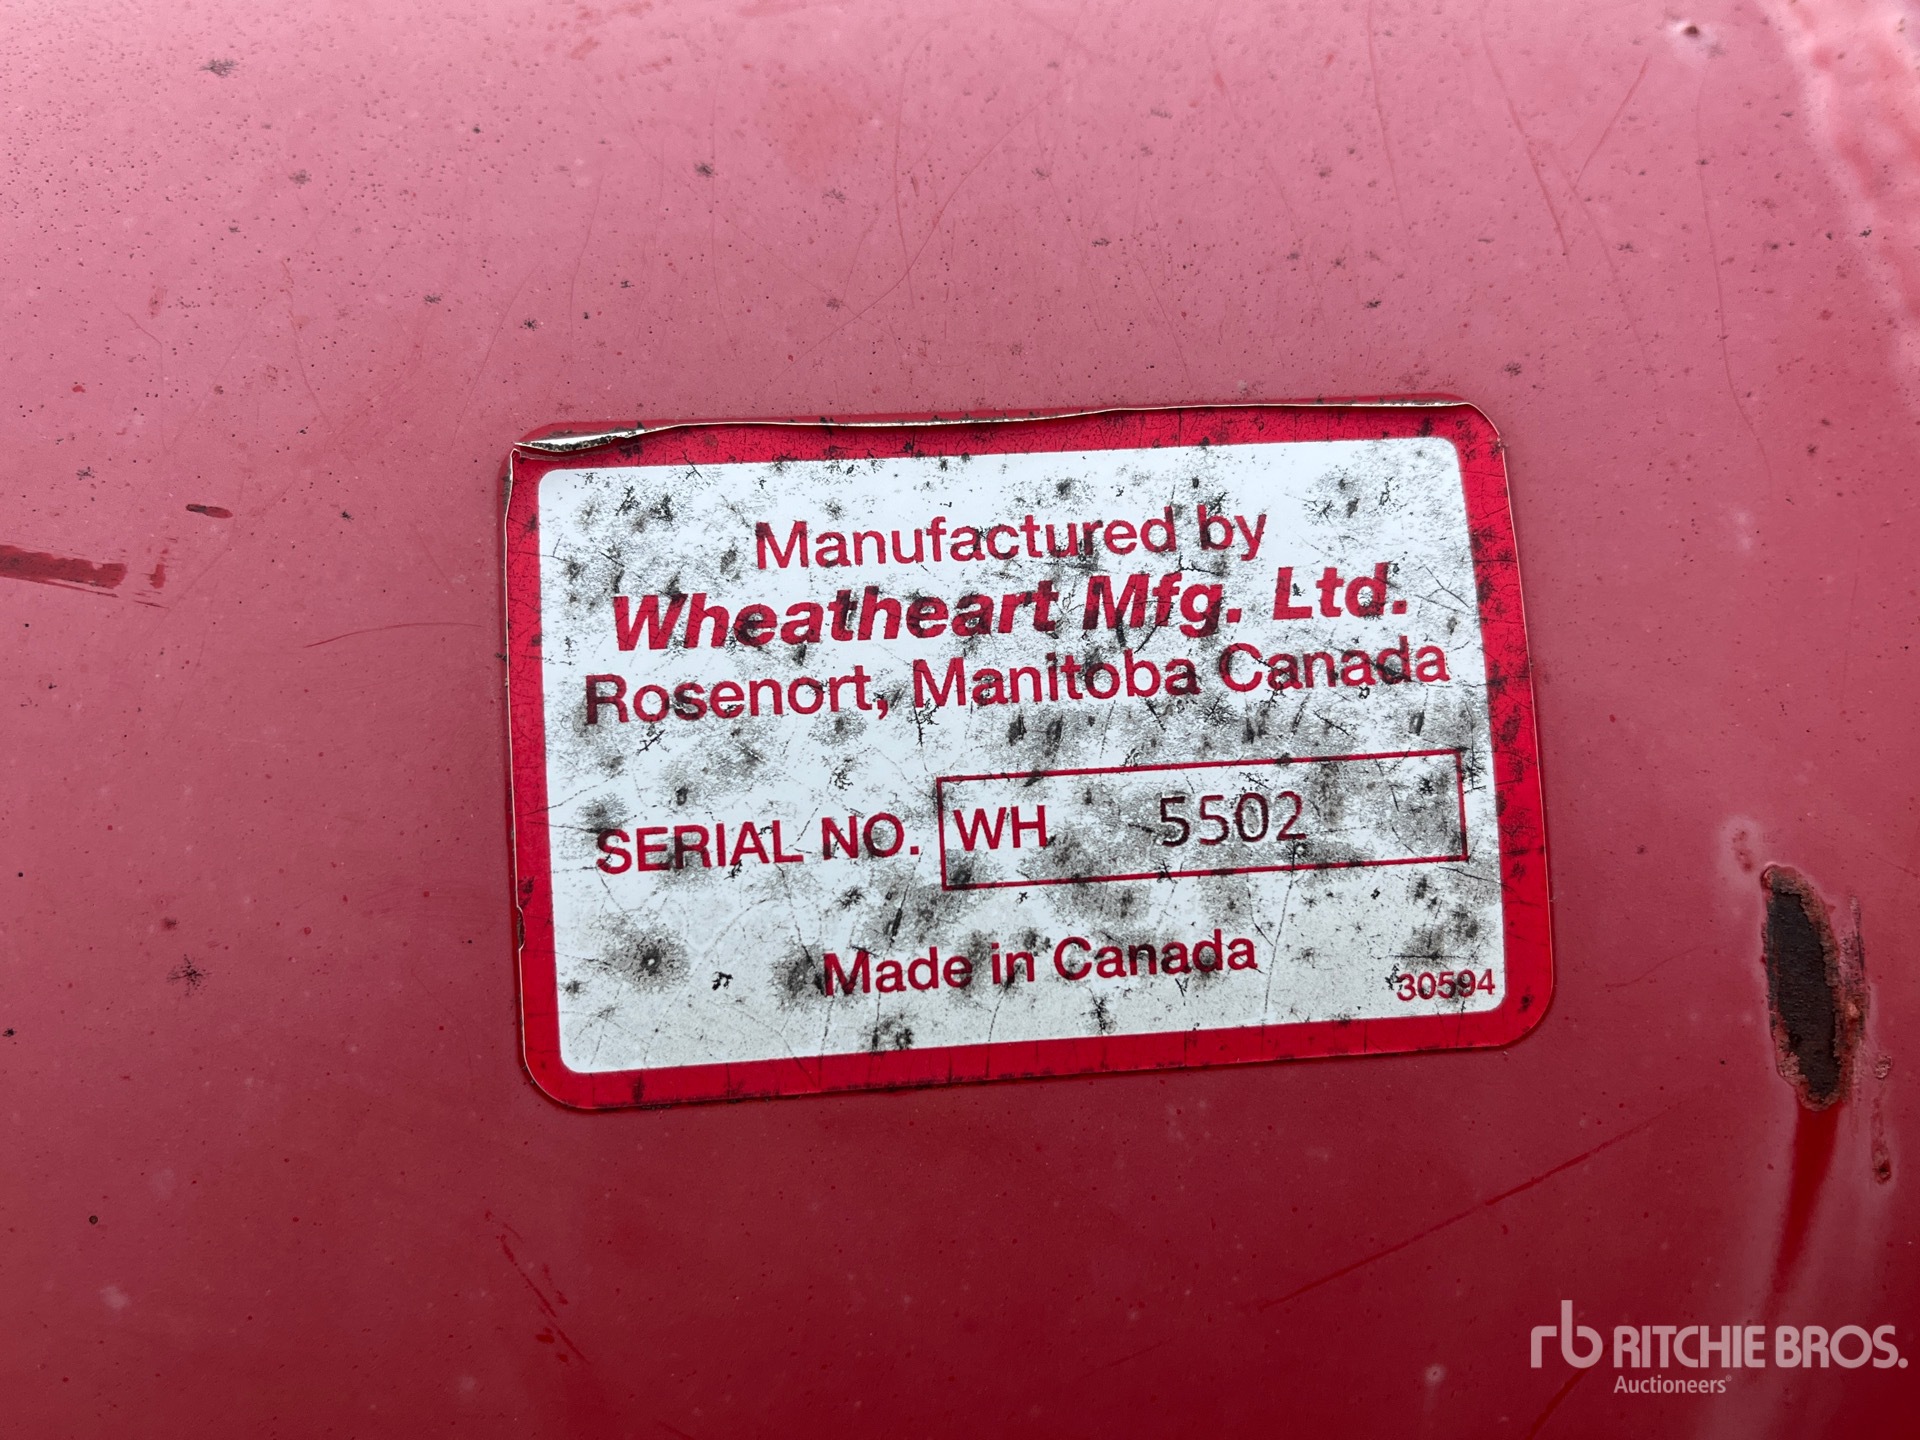 Manufactured by
Wheatheart Mfg. Ltd.
Rosenort, Manitoba Canada
SERIAL NO. WH 5502
Made in Canada
30594
rb RITCHIE BROS.
Auctioneers